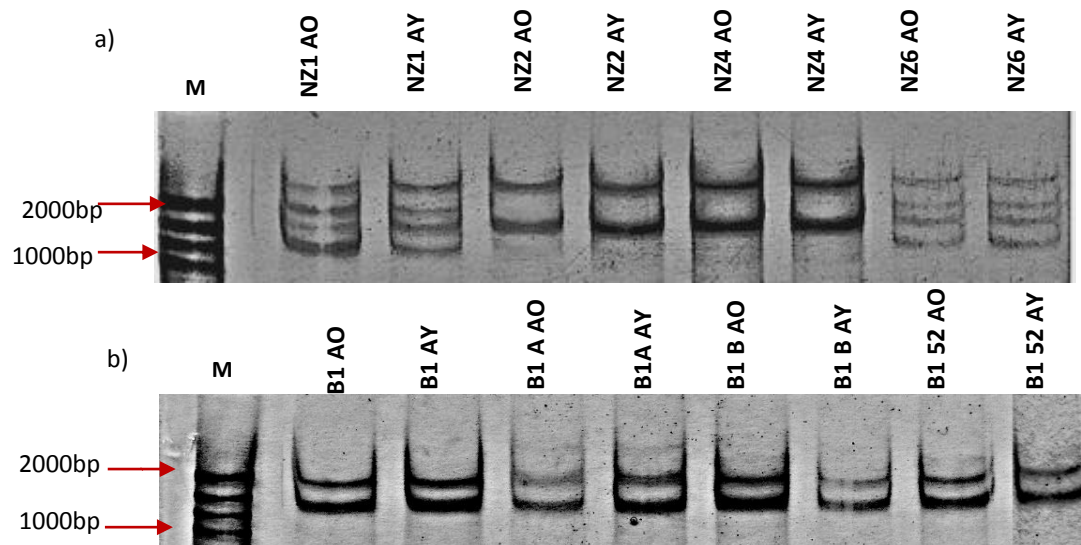 a)
M
NZ1 AO
NZ1 AY
NZ2 AO
NZ2 AY
NZ4 AO
NZ4 AY
NZ6 AO
NZ6 AY
2000bp
1000bp
b)
M
B1 AO
B1 AY
B1 A AO
B1A AY
B1 B AO
B1 B AY
B1 52 AO
B1 52 AY
2000bp
1000bp